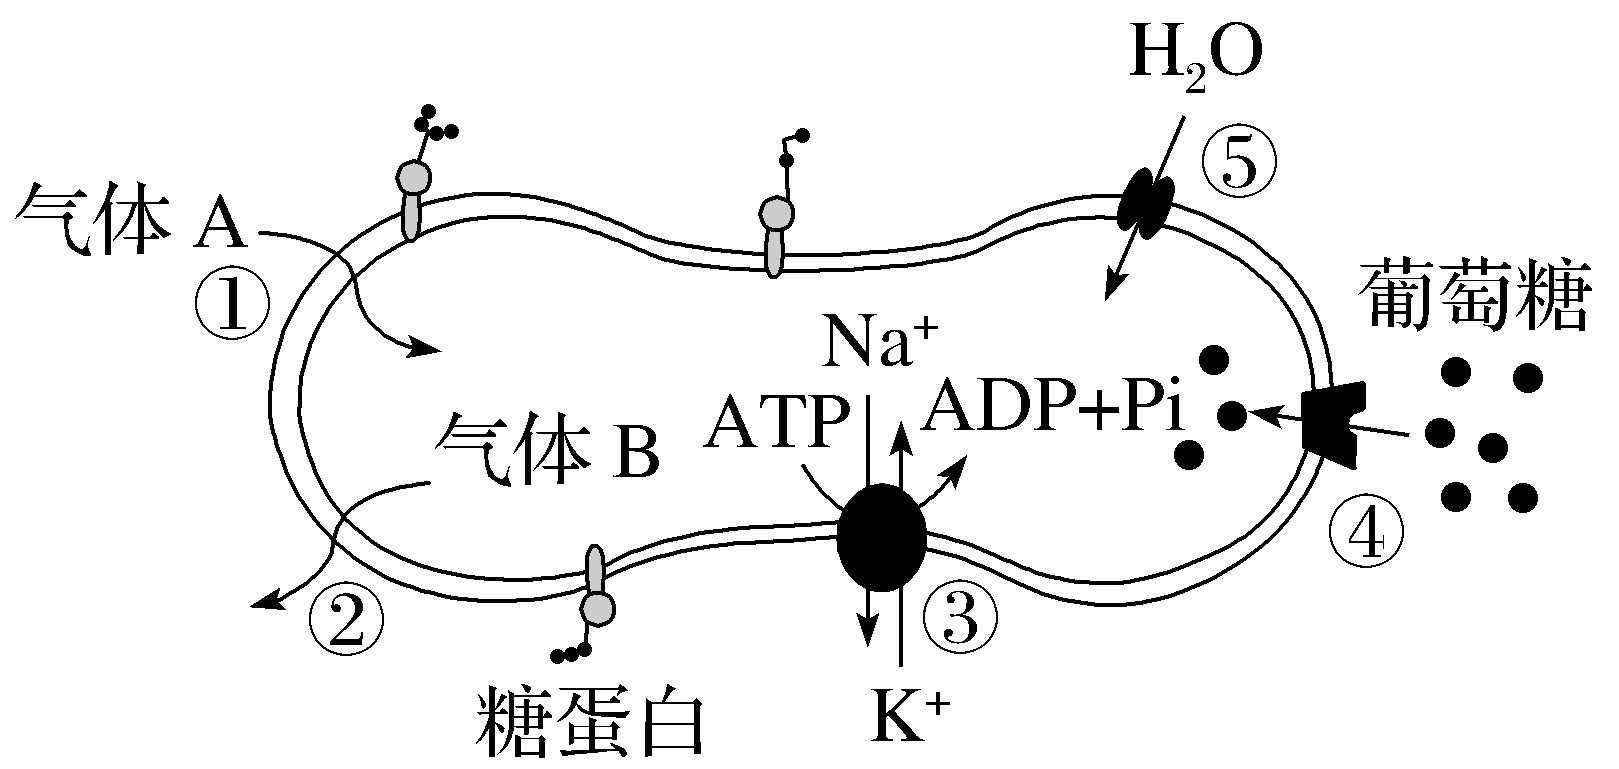 H₂O
⑤
气体 A
①
葡萄糖
Na⁺
ATP
ADP+Pi
气体 B
④
②
③
糖蛋白
K⁺